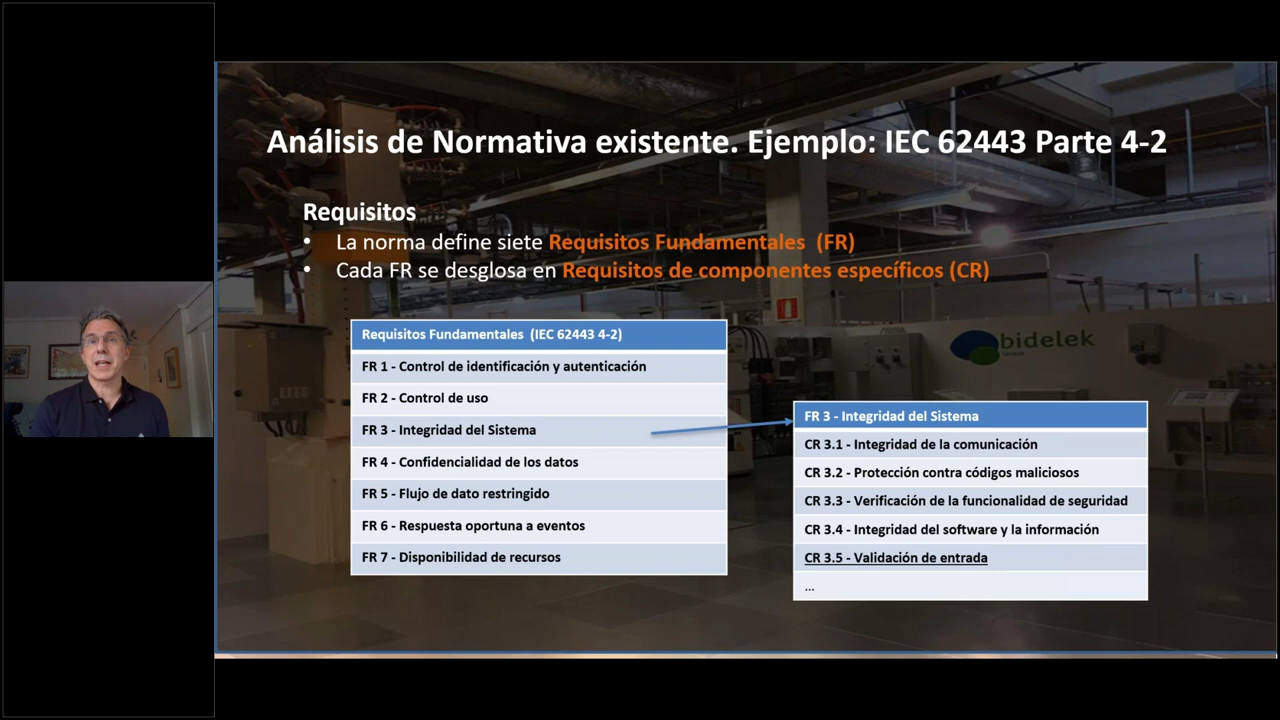 Análisis de Normativa existente. Ejemplo: IEC 62443 Parte 4-2
Requisitos
• La norma define siete Requisitos Fundamentales (FR)
• Cada FR se desglosa en Requisitos de componentes específicos (CR)
Requisitos Fundamentales (IEC 62443 4-2)
FR 1 - Control de identificación y autenticación
FR 2 - Control de uso
FR 3 - Integridad del Sistema
FR 4 - Confidencialidad de los datos
FR 5 - Flujo de dato restringido
FR 6 - Respuesta oportuna a eventos
FR 7 - Disponibilidad de recursos
bidelek
FR 3 - Integridad del Sistema
CR 3.1 - Integridad de la comunicación
CR 3.2 - Protección contra códigos maliciosos
CR 3.3 - Verificación de la funcionalidad de seguridad
CR 3.4 - Integridad del software y la información
CR 3.5 - Validación de entrada
...